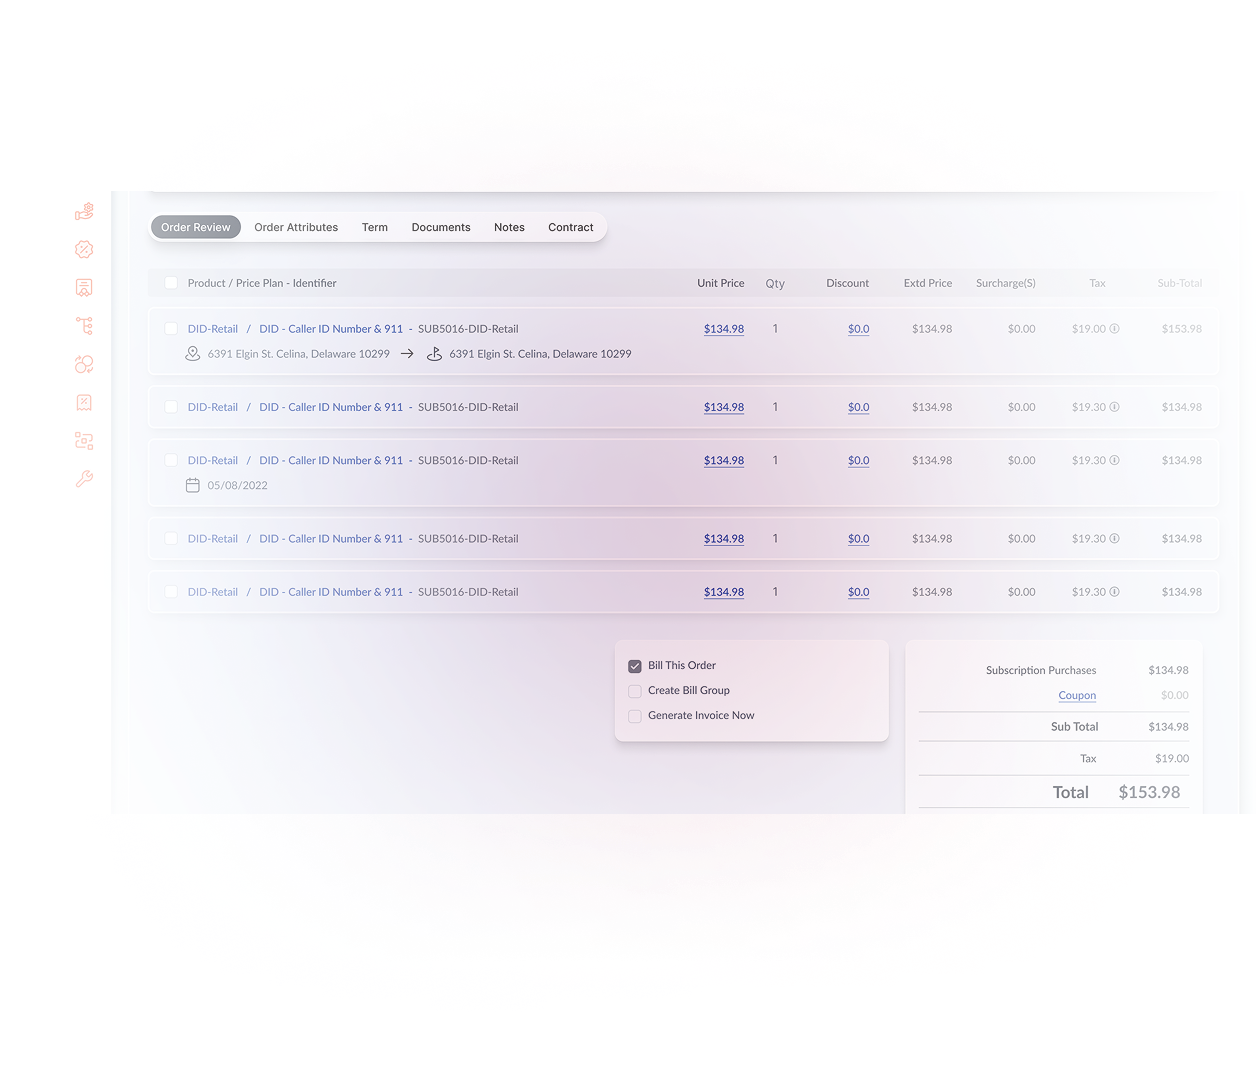 Order Review Order Attributes Term Documents Notes Contract
Product / Price Plan - Identifier Unit Price Qty Discount Extd Price Surcharge(S) Tax Sub-Total
DID-Retail / DID - Caller ID Number & 911 - SUB5016-DID-Retail $134.98 1 $0.0 $134.98 $0.00 $19.00 $153.98
6391 Elgin St. Celina, Delaware 10299 → 6391 Elgin St. Celina, Delaware 10299
DID-Retail / DID - Caller ID Number & 911 - SUB5016-DID-Retail $134.98 1 $0.0 $134.98 $0.00 $19.30 $134.98
DID-Retail / DID - Caller ID Number & 911 - SUB5016-DID-Retail $134.98 1 $0.0 $134.98 $0.00 $19.30 $134.98
05/08/2022
DID-Retail / DID - Caller ID Number & 911 - SUB5016-DID-Retail $134.98 1 $0.0 $134.98 $0.00 $19.30 $134.98
DID-Retail / DID - Caller ID Number & 911 - SUB5016-DID-Retail $134.98 1 $0.0 $134.98 $0.00 $19.30 $134.98
Bill This Order
Create Bill Group
Generate Invoice Now
Subscription Purchases $134.98
Coupon $0.00
Sub Total $134.98
Tax $19.00
Total $153.98